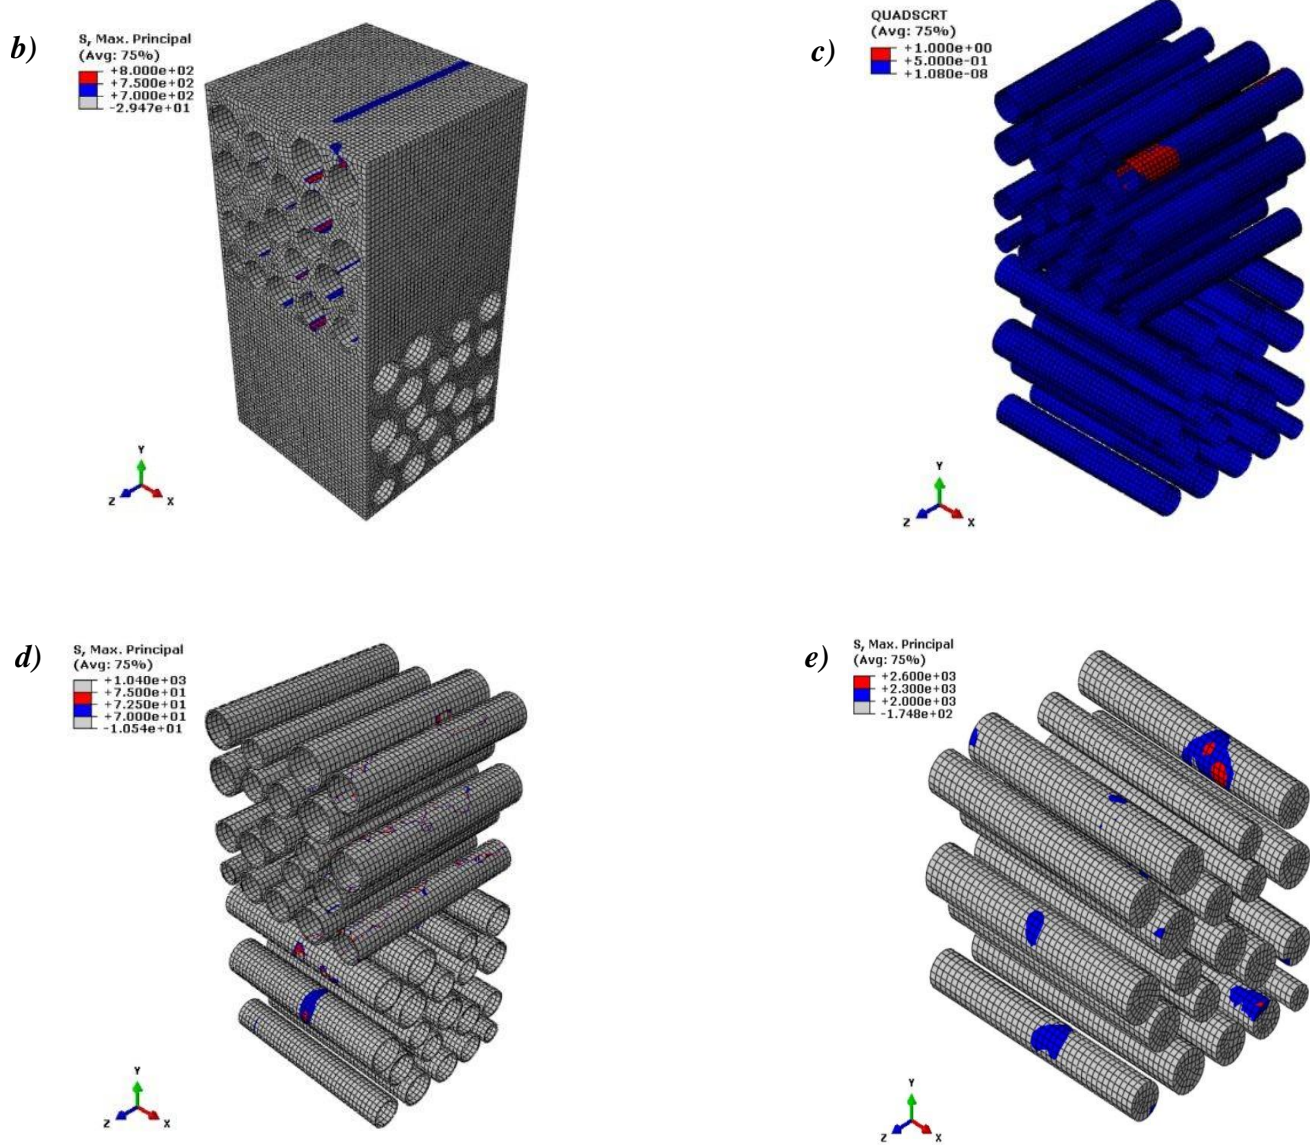 b)
S, Max. Principal
(Avg: 75%)
+8.000e+02
+7.500e+02
+7.000e+02
-2.947e+01
Y
Z
X
c)
QUADSCRT
(Avg: 75%)
+1.000e+00
+5.000e-01
+1.080e-08
Y
Z
X
d)
S, Max. Principal
(Avg: 75%)
+1.040e+03
+7.500e+01
+7.250e+01
+7.000e+01
-1.054e+01
Y
Z
X
e)
S, Max. Principal
(Avg: 75%)
+2.600e+03
+2.300e+03
+2.000e+03
-1.748e+02
Y
Z
X